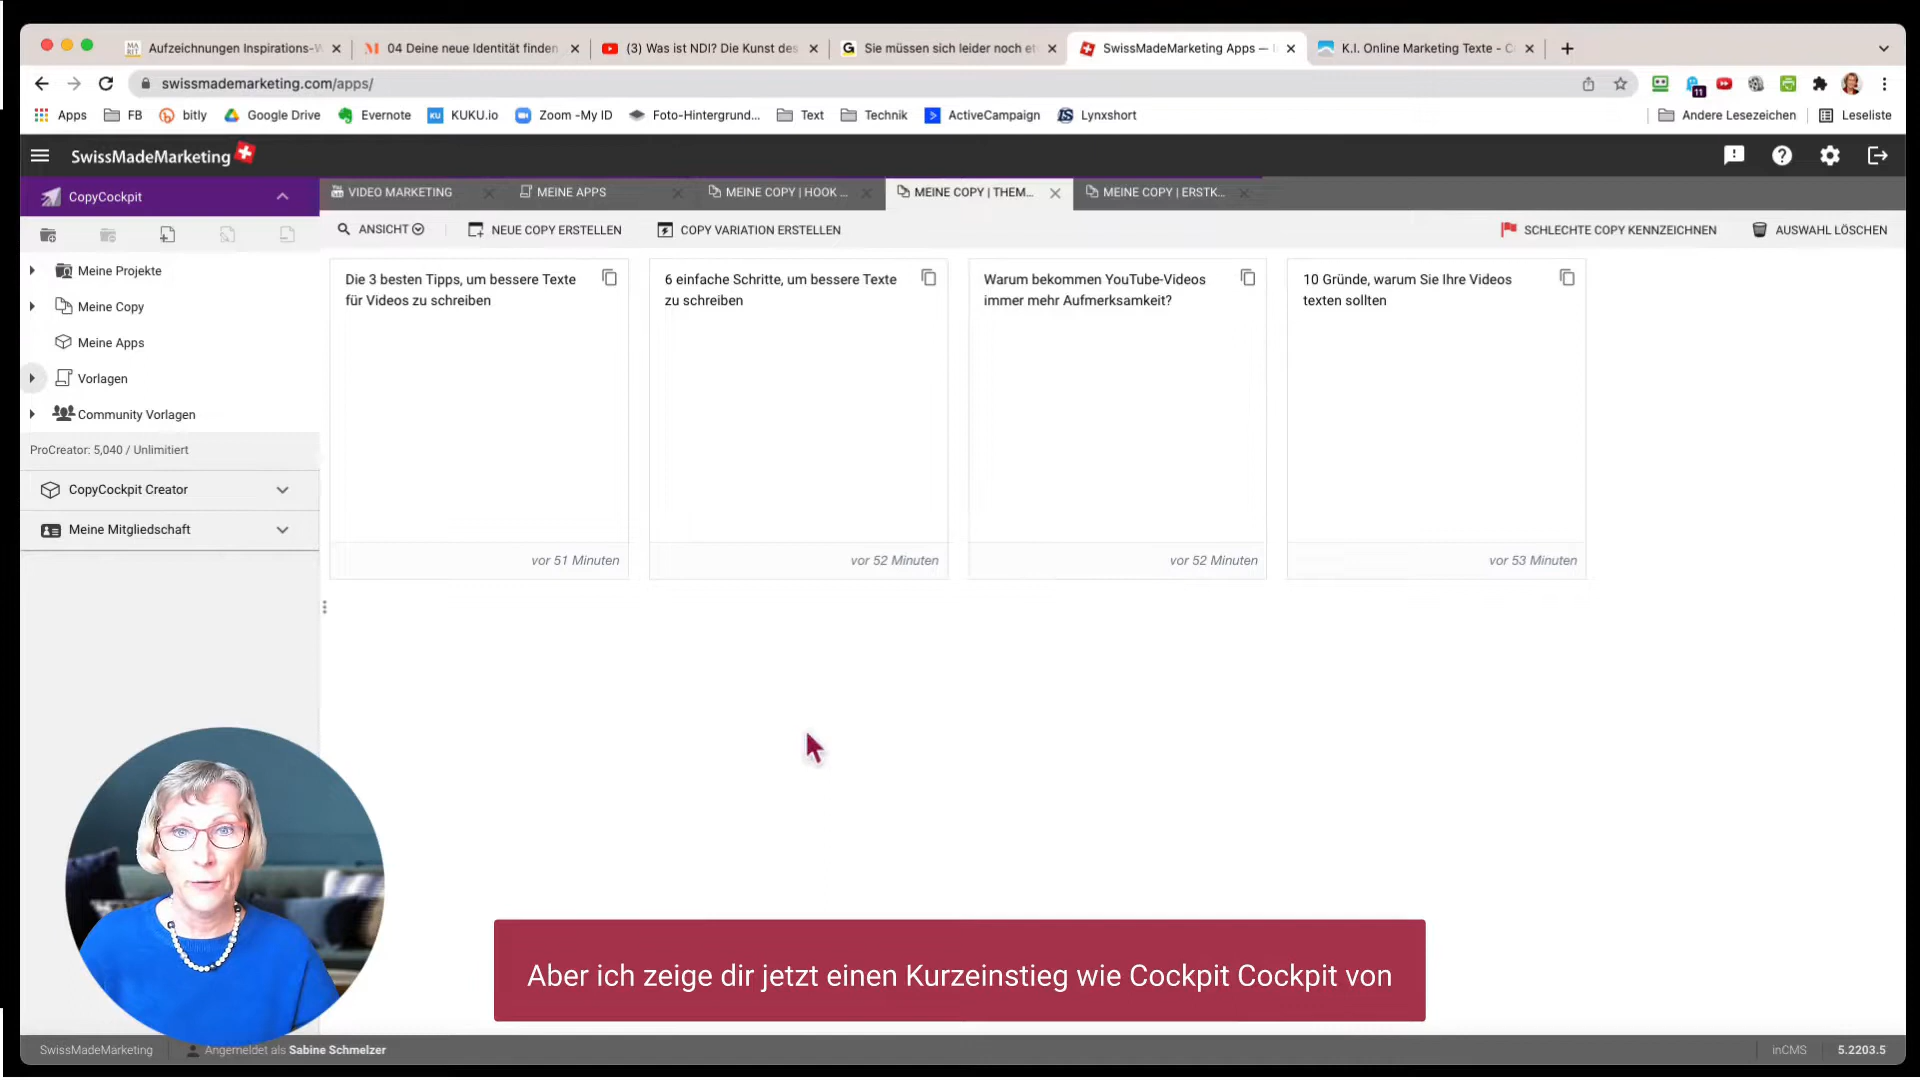 Aufzeichnungen Inspirations-W
04 Deine neue Identität finden
(3) Was ist NDI? Die Kunst des
Sie müssen sich leider noch et
SwissMadeMarketing Apps —
K.I. Online Marketing Texte - C
swissmademarketing.com/apps/
11
Apps
FB
bitly
Google Drive
Evernote
KUKU.io
Zoom -My ID
Foto-Hintergrund...
Text
Technik
ActiveCampaign
Lynxshort
Andere Lesezeichen
Leseliste
SwissMadeMarketing
CopyCockpit
VIDEO MARKETING
MEINE APPS
MEINE COPY | HOOK ...
MEINE COPY | THEM...
MEINE COPY | ERSTK...
ANSICHT
NEUE COPY ERSTELLEN
COPY VARIATION ERSTELLEN
SCHLECHTE COPY KENNZEICHNEN
AUSWAHL LÖSCHEN
Meine Projekte
Meine Copy
Meine Apps
Vorlagen
Community Vorlagen
ProCreator: 5,040 / Unlimitiert
CopyCockpit Creator
Meine Mitgliedschaft
Die 3 besten Tipps, um bessere Texte
für Videos zu schreiben
vor 51 Minuten
6 einfache Schritte, um bessere Texte
zu schreiben
vor 52 Minuten
Warum bekommen YouTube-Videos
immer mehr Aufmerksamkeit?
vor 52 Minuten
10 Gründe, warum Sie Ihre Videos
texten sollten
vor 53 Minuten
Aber ich zeige dir jetzt einen Kurzeinstieg wie Cockpit Cockpit von
SwissMadeMarketing
Angemeldet als Sabine Schmelzer
inCMS
5.2203.5